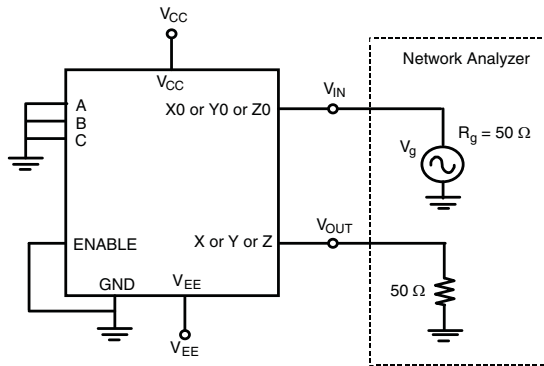 VCC
Network Analyzer
VCC
A
B
C
X0 or Y0 or Z0
VIN
Vg
Rg = 50 Ω
ENABLE
X or Y or Z
VOUT
GND
VEE
50 Ω
VEE